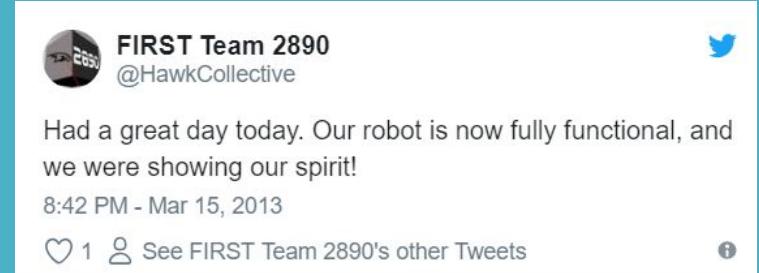 2890
FIRST Team 2890
@HawkCollective
Had a great day today. Our robot is now fully functional, and
we were showing our spirit!
8:42 PM - Mar 15, 2013
1 See FIRST Team 2890's other Tweets